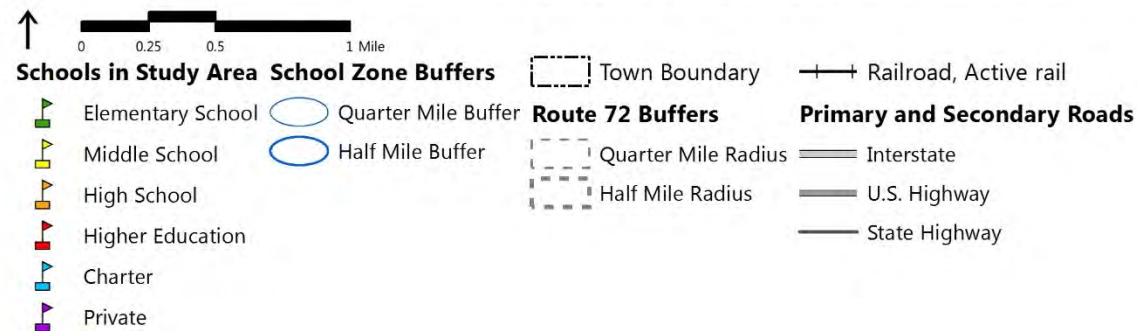 0 0.25 0.5 1 Mile
Schools in Study Area
Elementary School
Middle School
High School
Higher Education
Charter
Private
School Zone Buffers
Quarter Mile Buffer
Half Mile Buffer
Town Boundary
Route 72 Buffers
Quarter Mile Radius
Half Mile Radius
Railroad, Active rail
Primary and Secondary Roads
Interstate
U.S. Highway
State Highway